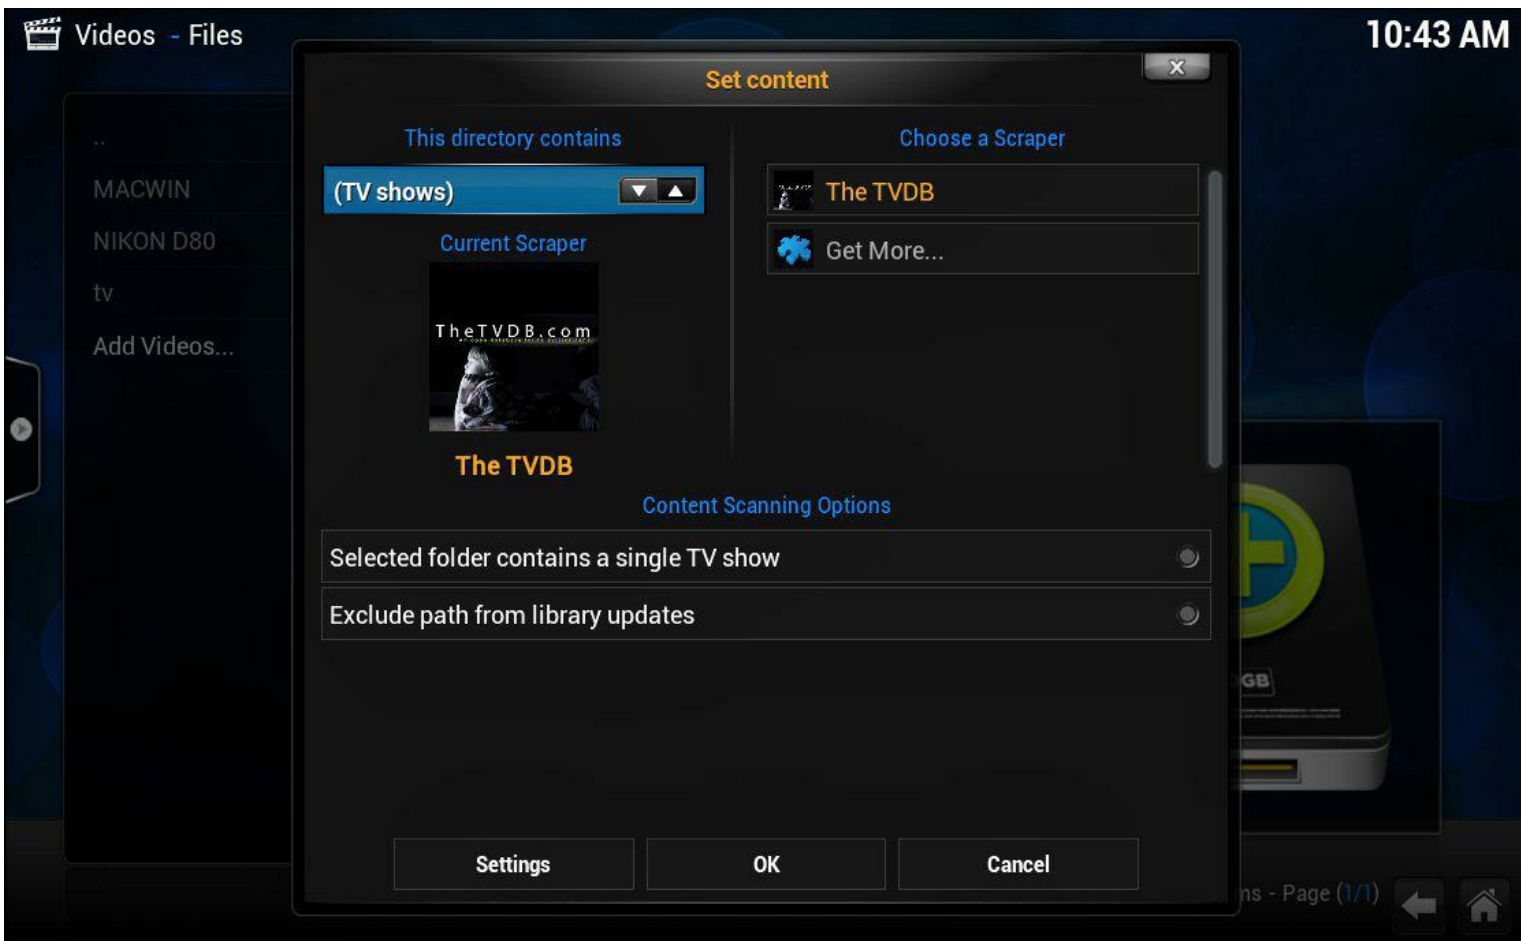 Videos - Files
10:43 AM
Set content
x
This directory contains
Choose a Scraper
..
MACWIN
NIKON D80
tv
Add Videos...
(TV shows)
The TVDB
Current Scraper
Get More...
TheTVDB.com
The TVDB
Content Scanning Options
Selected folder contains a single TV show
Exclude path from library updates
GB
Settings
OK
Cancel
ms - Page (1/1)